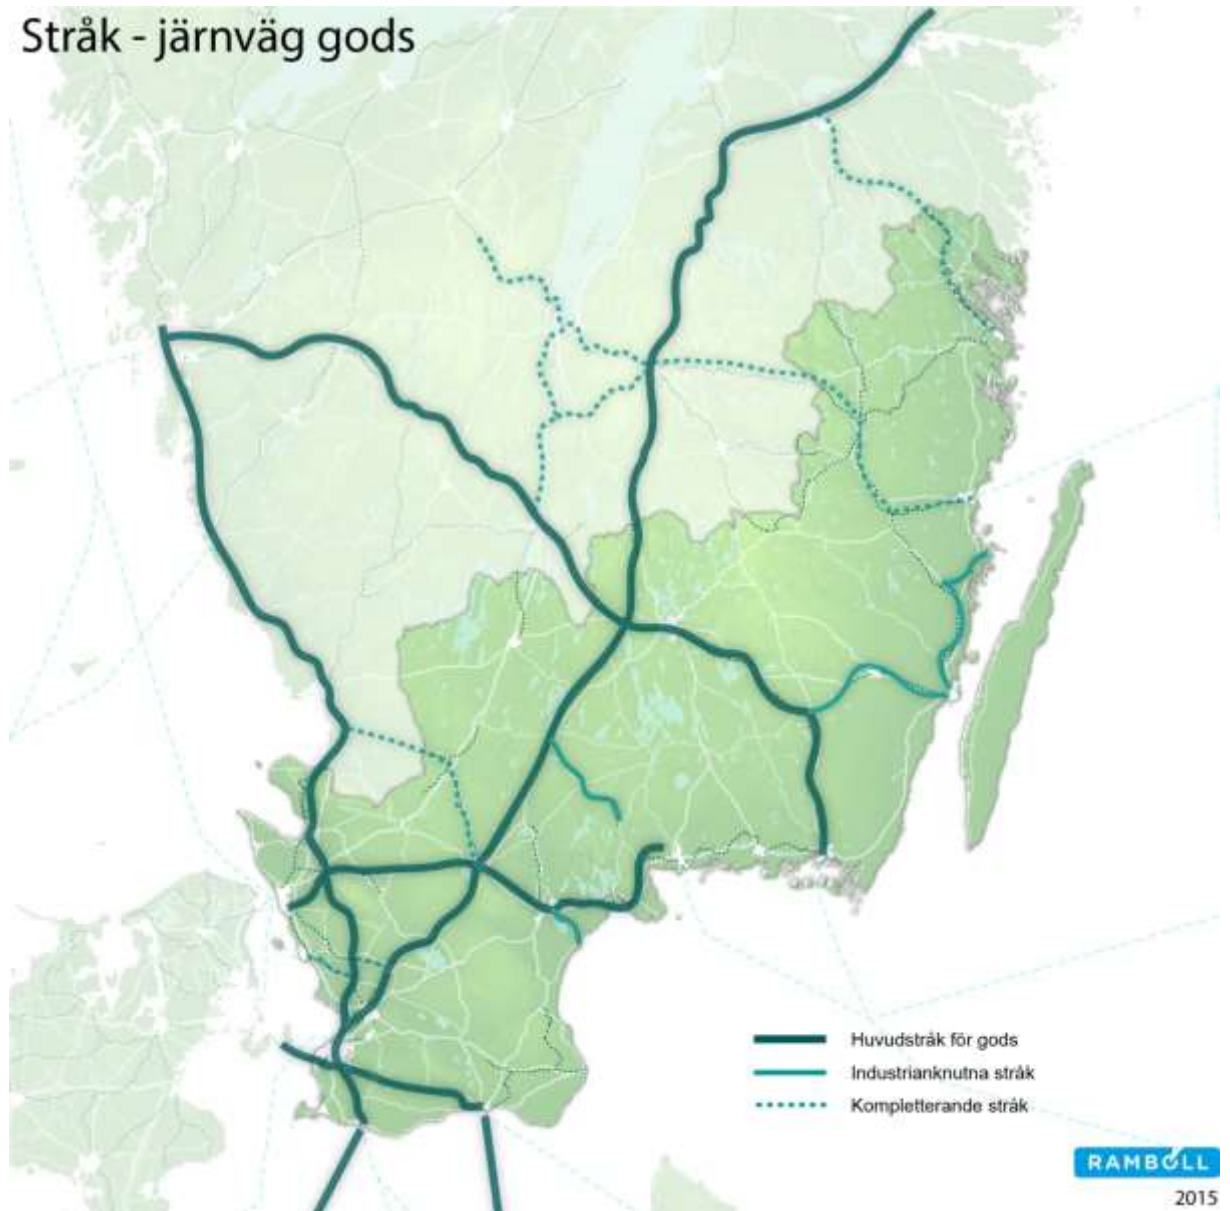 Stråk - järnväg gods
Huvudstråk för gods
Industrianknutna stråk
Kompletterande stråk
RAMBOLL
2015